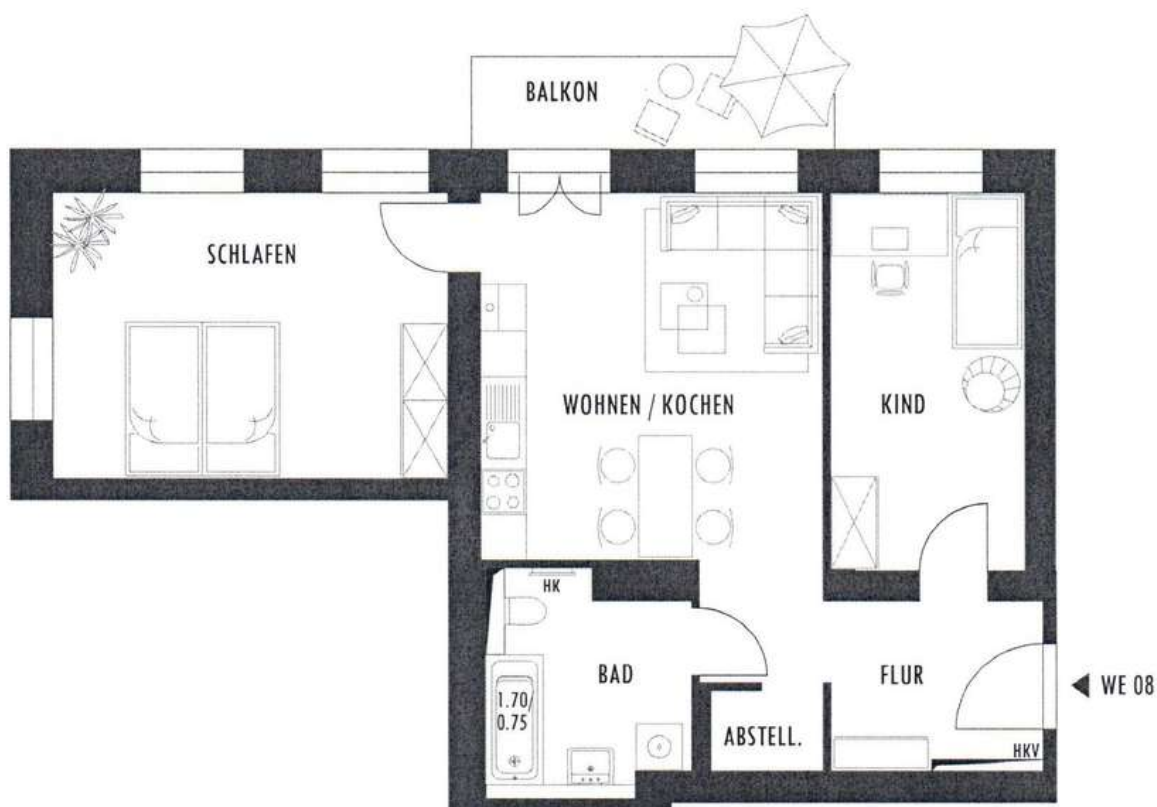 BALKON
SCHLAFEN
WOHNEN / KOCHEN
KIND
HK
BAD
FLUR
1.70/
0.75
WE 08
ABSTELL.
HKV